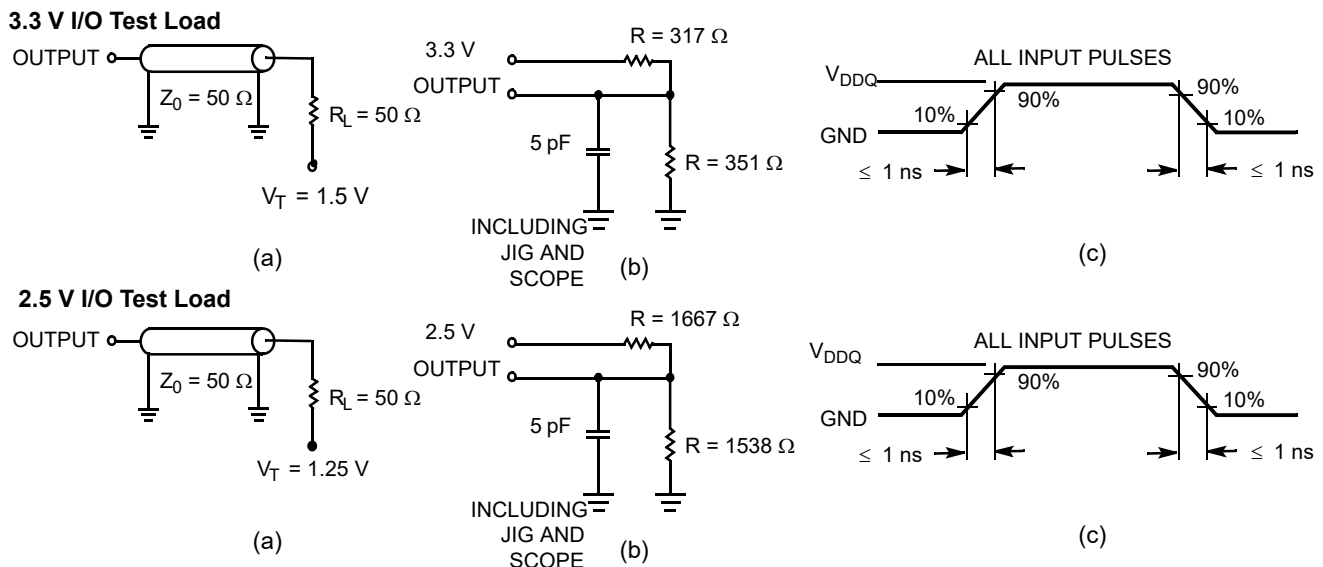 3.3 V I/O Test Load
OUTPUT
Z0 = 50 Ω
RL = 50 Ω
VT = 1.5 V
(a)
3.3 V
OUTPUT
R = 317 Ω
5 pF
R = 351 Ω
INCLUDING
JIG AND
SCOPE
(b)
ALL INPUT PULSES
VDDQ
GND
10%
90%
90%
10%
≤ 1 ns
≤ 1 ns
(c)
2.5 V I/O Test Load
OUTPUT
Z0 = 50 Ω
RL = 50 Ω
VT = 1.25 V
(a)
2.5 V
OUTPUT
R = 1667 Ω
5 pF
R = 1538 Ω
INCLUDING
JIG AND
SCOPE
(b)
ALL INPUT PULSES
VDDQ
GND
10%
90%
90%
10%
≤ 1 ns
≤ 1 ns
(c)